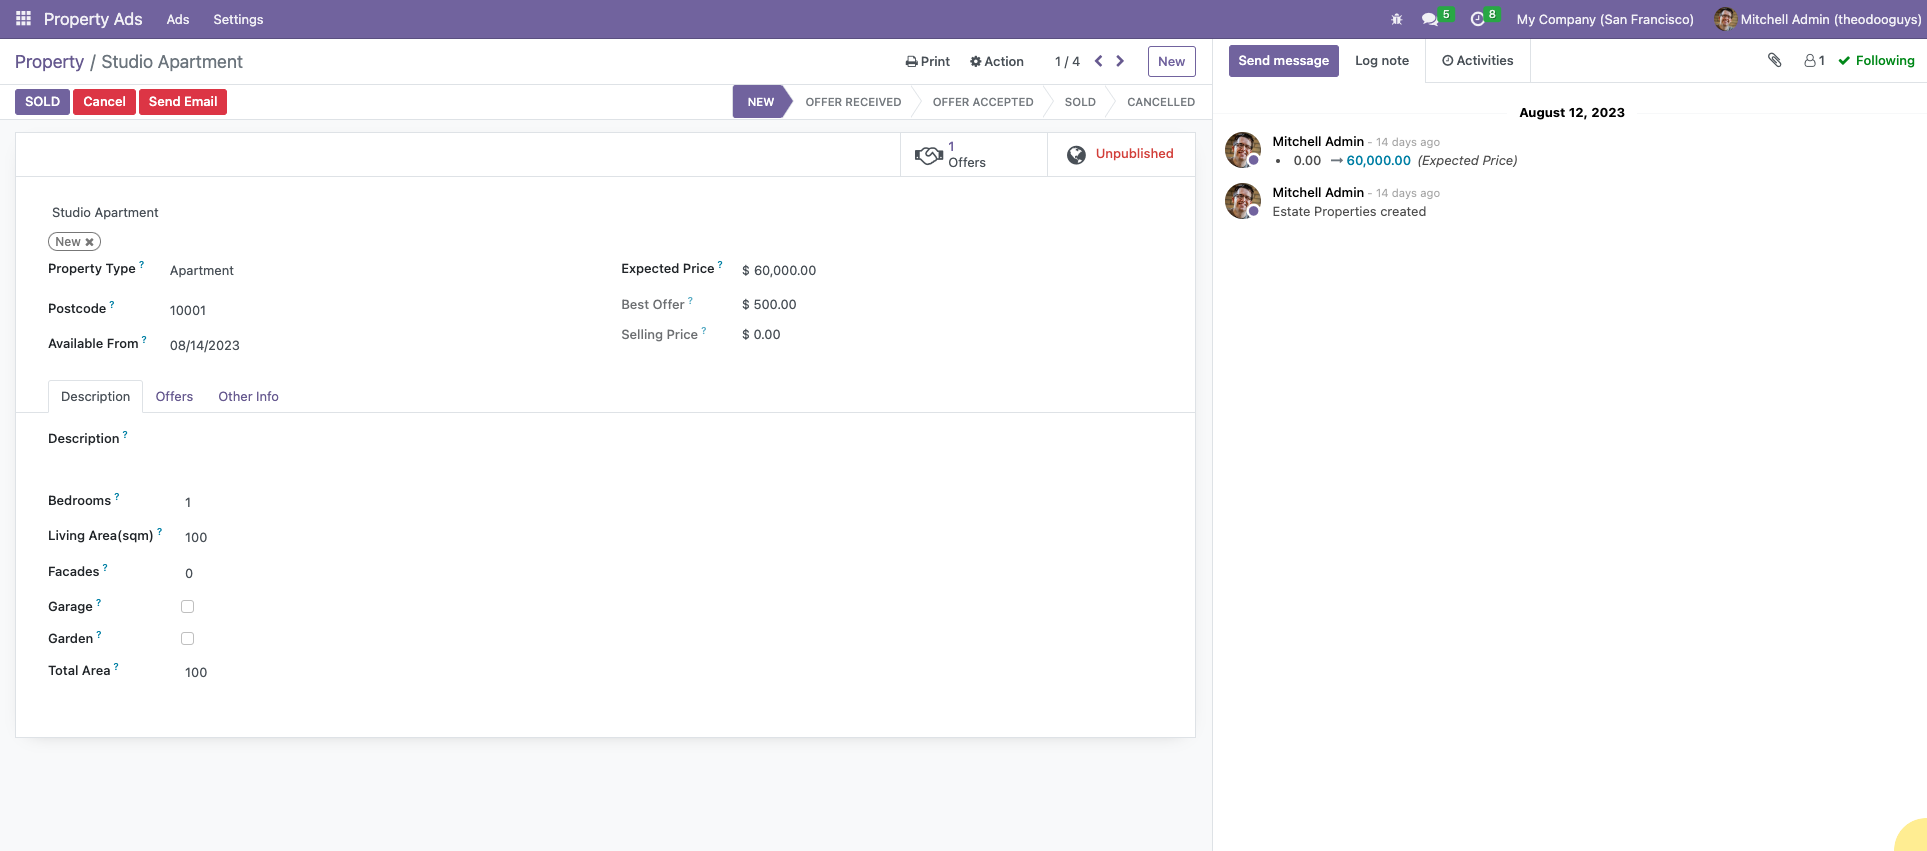 Property Ads Ads Settings 5 8 My Company (San Francisco) Mitchell Admin (theodooguys)
Property / Studio Apartment Print Action 1 / 4 New
SOLD Cancel Send Email NEW OFFER RECEIVED OFFER ACCEPTED SOLD CANCELLED
1
Offers
Unpublished
Studio Apartment
New
Property Type ? Apartment
Postcode ? 10001
Available From ? 08/14/2023
Expected Price ? $ 60,000.00
Best Offer ? $ 500.00
Selling Price ? $ 0.00
Description Offers Other Info
Description ?
Bedrooms ? 1
Living Area(sqm) ? 100
Facades ? 0
Garage ?
Garden ?
Total Area ? 100
Send message Log note Activities 1 Following
August 12, 2023
Mitchell Admin - 14 days ago
• 0.00 → 60,000.00 (Expected Price)
Mitchell Admin - 14 days ago
Estate Properties created